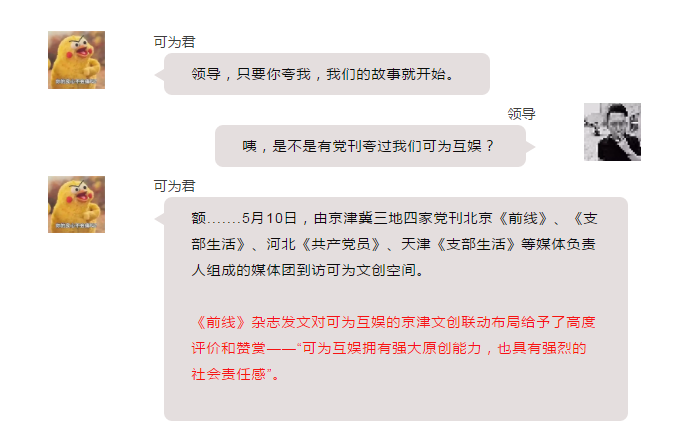 可为君
领导，只要你夸我，我们的故事就开始。
领导
咦，是不是有党刊夸过我们可为互娱？
可为君
额.......5月10日，由京津冀三地四家党刊北京《前线》、《支
部生活》、河北《共产党员》、天津《支部生活》等媒体负责
人组成的媒体团到访可为文创空间。
《前线》杂志发文对可为互娱的京津文创联动布局给予了高度
评价和赞赏——“可为互娱拥有强大原创能力，也具有强烈的
社会责任感”。